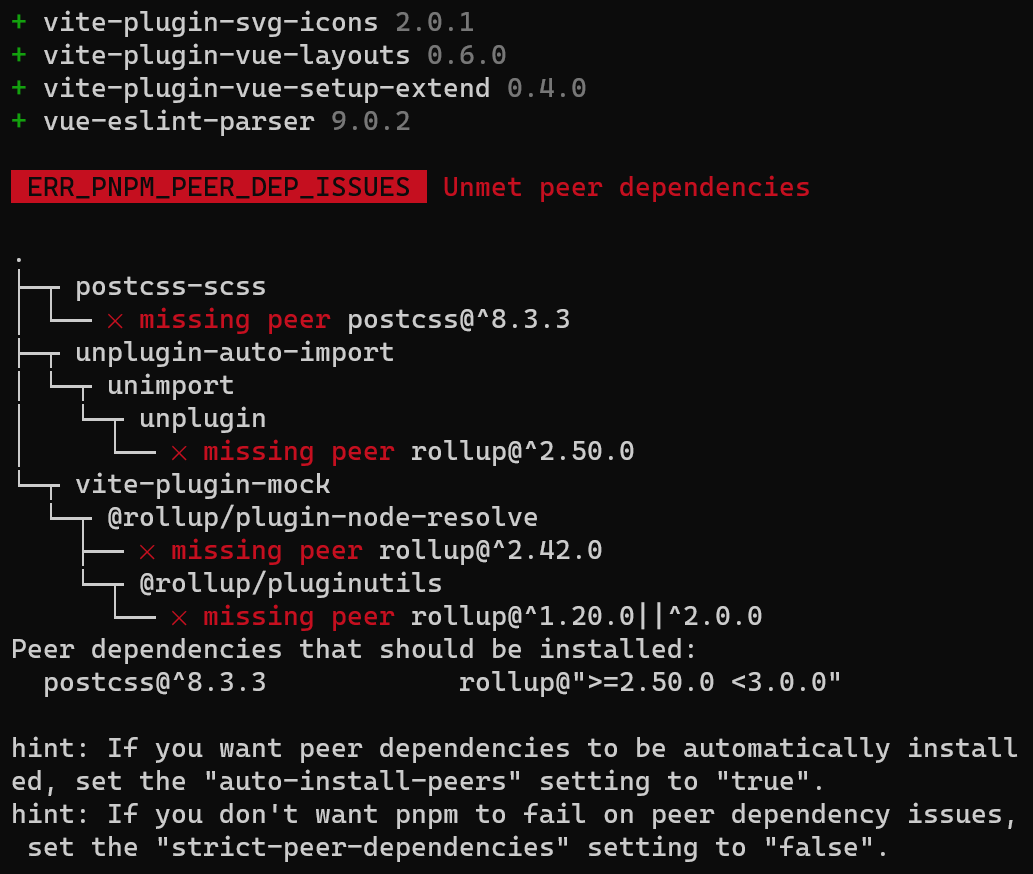 + vite-plugin-svg-icons 2.0.1
+ vite-plugin-vue-layouts 0.6.0
+ vite-plugin-vue-setup-extend 0.4.0
+ vue-eslint-parser 9.0.2
ERR_PNPM_PEER_DEP_ISSUES Unmet peer dependencies
.
├─┬ postcss-scss
│ └── ✕ missing peer postcss@^8.3.3
├─┬ unplugin-auto-import
│ └─┬ unimport
│   └─┬ unplugin
│     └── ✕ missing peer rollup@^2.50.0
└─┬ vite-plugin-mock
  └─┬ @rollup/plugin-node-resolve
    ├── ✕ missing peer rollup@^2.42.0
    └─┬ @rollup/pluginutils
      └── ✕ missing peer rollup@^1.20.0||^2.0.0
Peer dependencies that should be installed:
  postcss@^8.3.3            rollup@">=2.50.0 <3.0.0"
hint: If you want peer dependencies to be automatically install
ed, set the "auto-install-peers" setting to "true".
hint: If you don't want pnpm to fail on peer dependency issues,
 set the "strict-peer-dependencies" setting to "false".